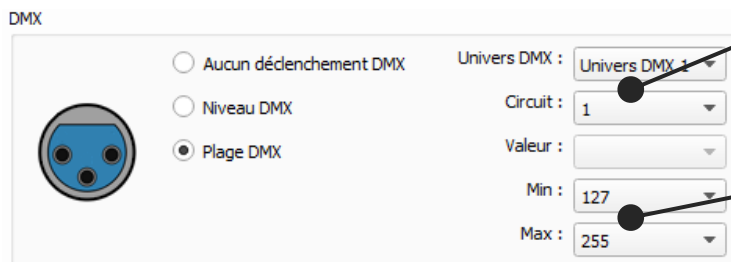 DMX
Aucun déclenchement DMX
Niveau DMX
Plage DMX
Univers DMX : Univers DMX 1
Circuit : 1
Valeur :
Min : 127
Max : 255